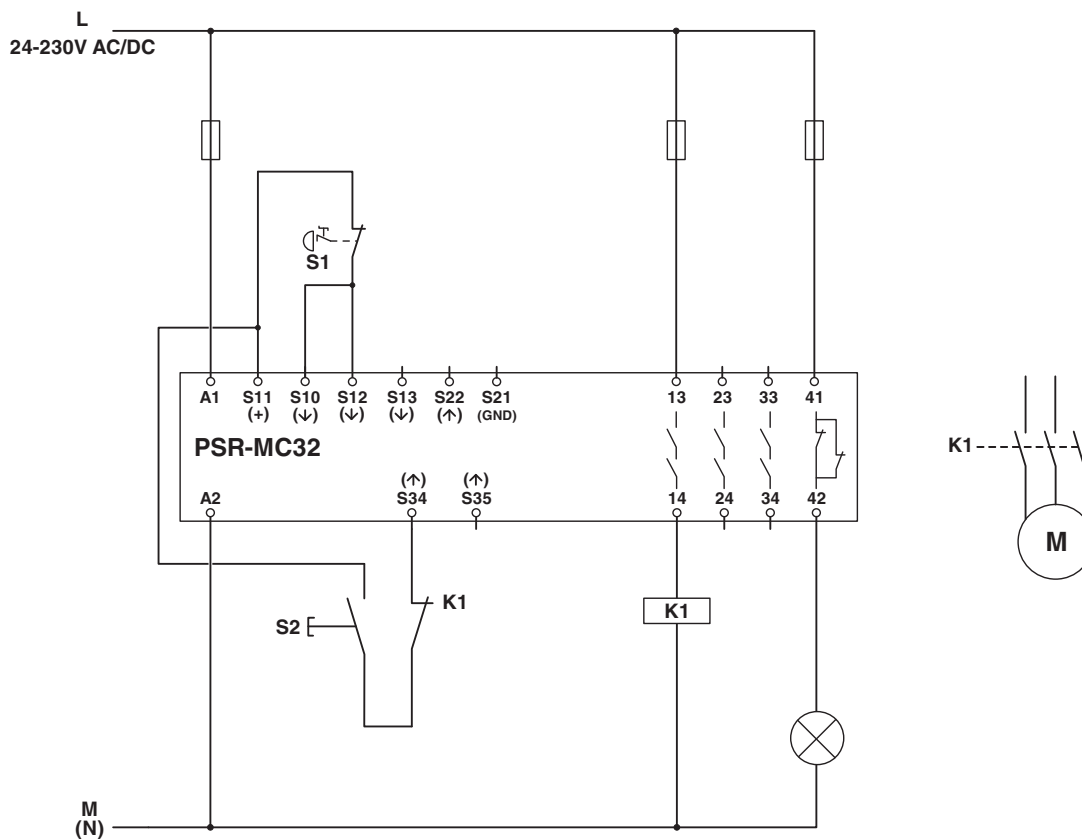 L
24-230V AC/DC
S1
A1 S11 S10 S12 S13 S22 S21 13 23 33 41
(+) (↓) (↓) (↓) (↑) (GND)
PSR-MC32
K1
(↑) (↑)
A2 S34 S35 14 24 34 42
M
K1
S2
K1
M
(N)